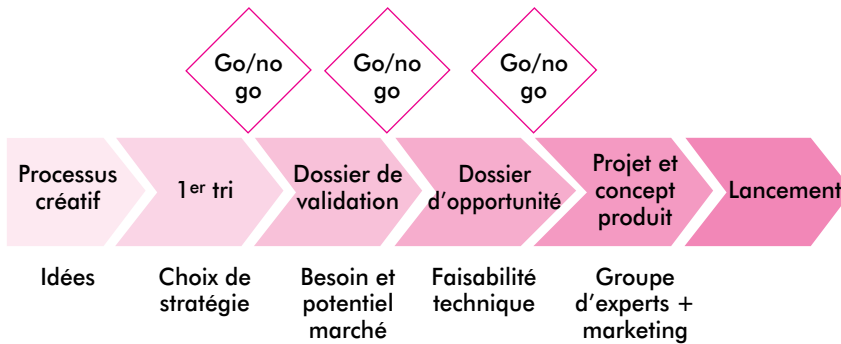 Go/no
go
Go/no
go
Go/no
go
Processus
créatif
1er tri
Dossier de
validation
Dossier
d'opportunité
Projet et
concept
produit
Lancement
Idées
Choix de
stratégie
Besoin et
potentiel
marché
Faisabilité
technique
Groupe
d'experts +
marketing